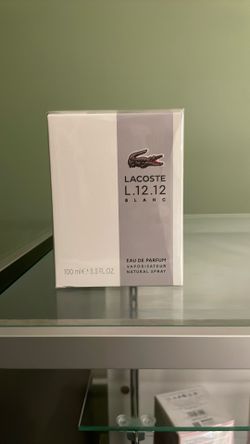 LACOSTE
L.12.12
BLANC
EAU DE PARFUM
VAPORISATEUR
NATURAL SPRAY
100 ml e 3.3 FL.OZ